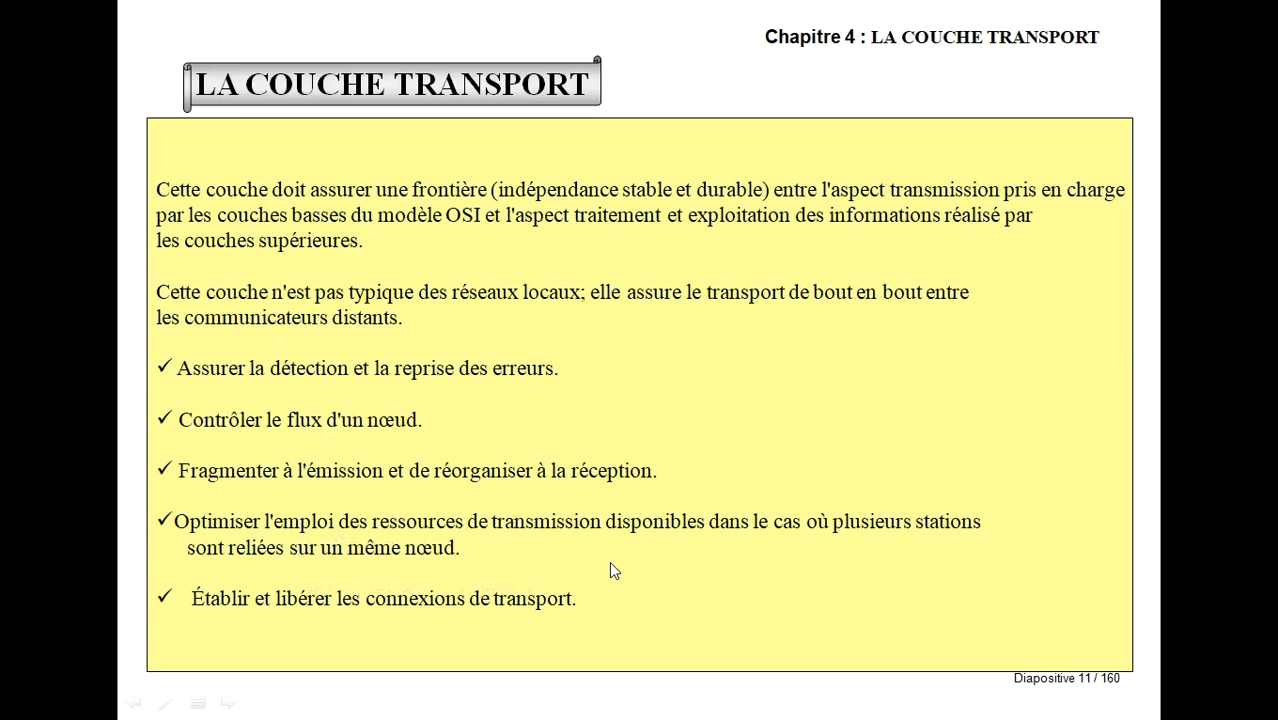 Chapitre 4 : LA COUCHE TRANSPORT
LA COUCHE TRANSPORT
Cette couche doit assurer une frontière (indépendance stable et durable) entre l'aspect transmission pris en charge
par les couches basses du modèle OSI et l'aspect traitement et exploitation des informations réalisé par
les couches supérieures.
Cette couche n'est pas typique des réseaux locaux; elle assure le transport de bout en bout entre
les communicateurs distants.
✓ Assurer la détection et la reprise des erreurs.
✓ Contrôler le flux d'un nœud.
✓ Fragmenter à l'émission et de réorganiser à la réception.
✓Optimiser l'emploi des ressources de transmission disponibles dans le cas où plusieurs stations
sont reliées sur un même nœud.
✓ Établir et libérer les connexions de transport.
Diapositive 11 / 160